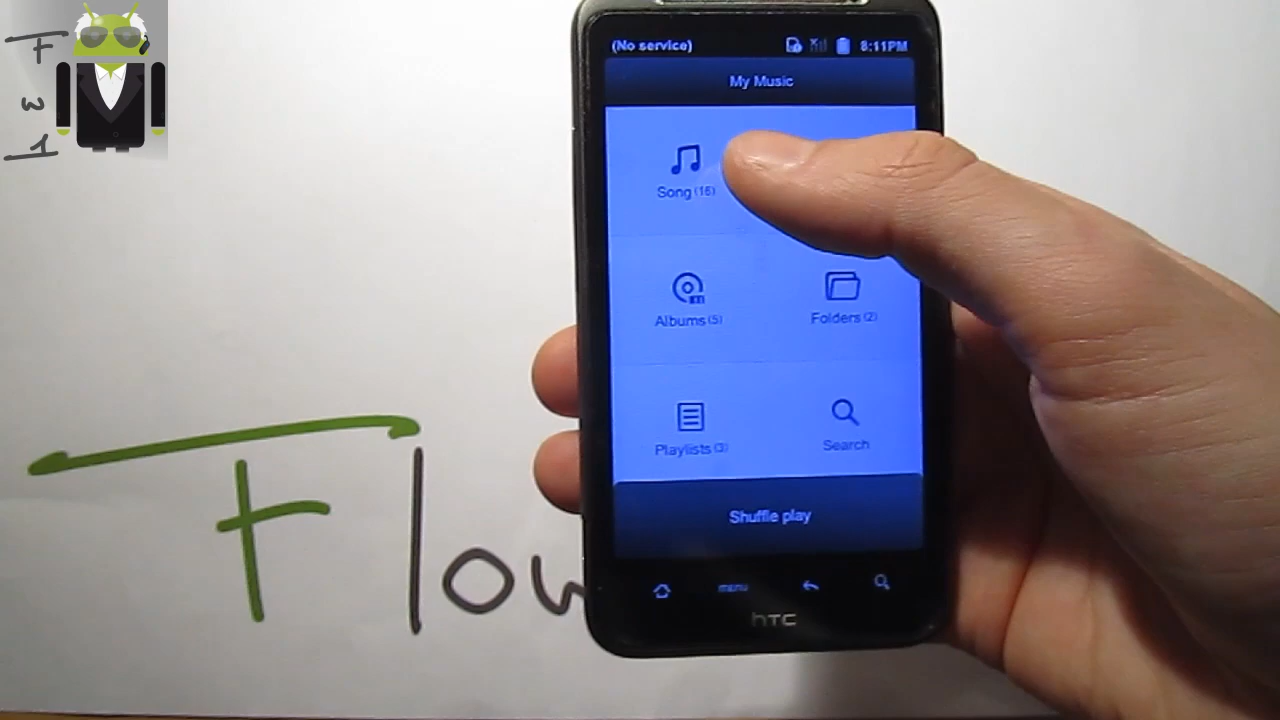 F
w
1
(No service) 8:11PM
My Music
Song (16)
Albums (5) Folders (2)
Playlists (3) Search
Shuffle play
menu
hTC
Flow